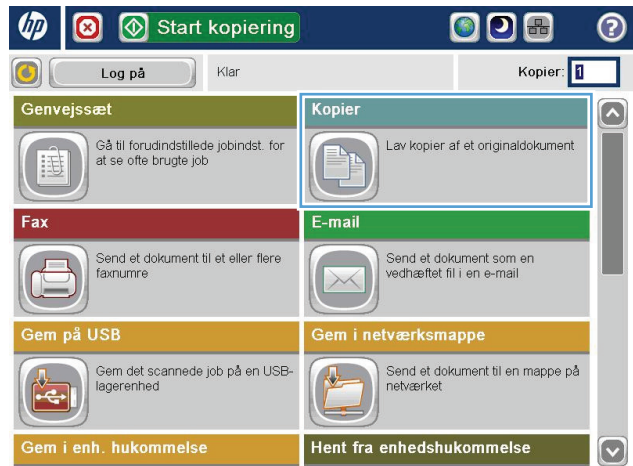 hp
Start kopiering
?
Log på
Klar
Kopier: 1
Genvejssæt
Gå til forudindstillede jobindst. for
at se ofte brugte job
Kopier
Lav kopier af et originaldokument
Fax
Send et dokument til et eller flere
faxnumre
E-mail
Send et dokument som en
vedhæftet fil i en e-mail
Gem på USB
Gem det scannede job på en USB-
lagerenhed
Gem i netværksmappe
Send et dokument til en mappe på
netværket
Gem i enh. hukommelse
Hent fra enhedshukommelse